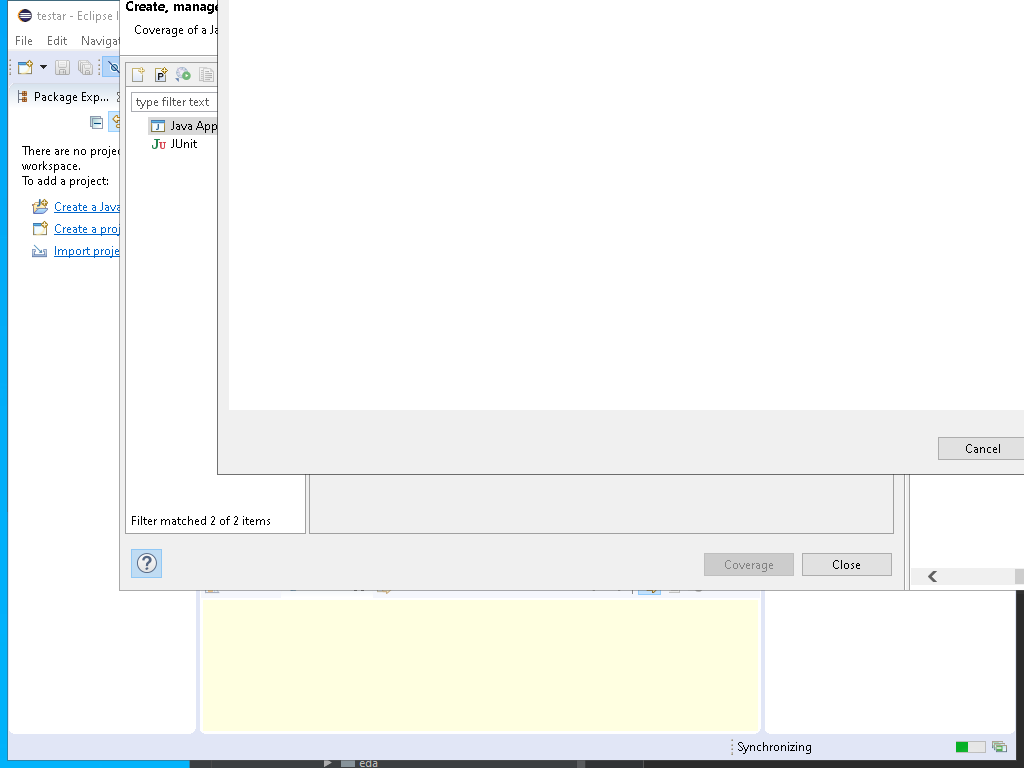 testar - Eclipse I
Create, manag
Coverage of a Ja
File Edit Navigat
Package Exp...
type filter text
Java App
JUnit
There are no projec
workspace.
To add a project:
Create a Java
Create a proj
Import proje
Cancel
Filter matched 2 of 2 items
Coverage
Close
Synchronizing
eda